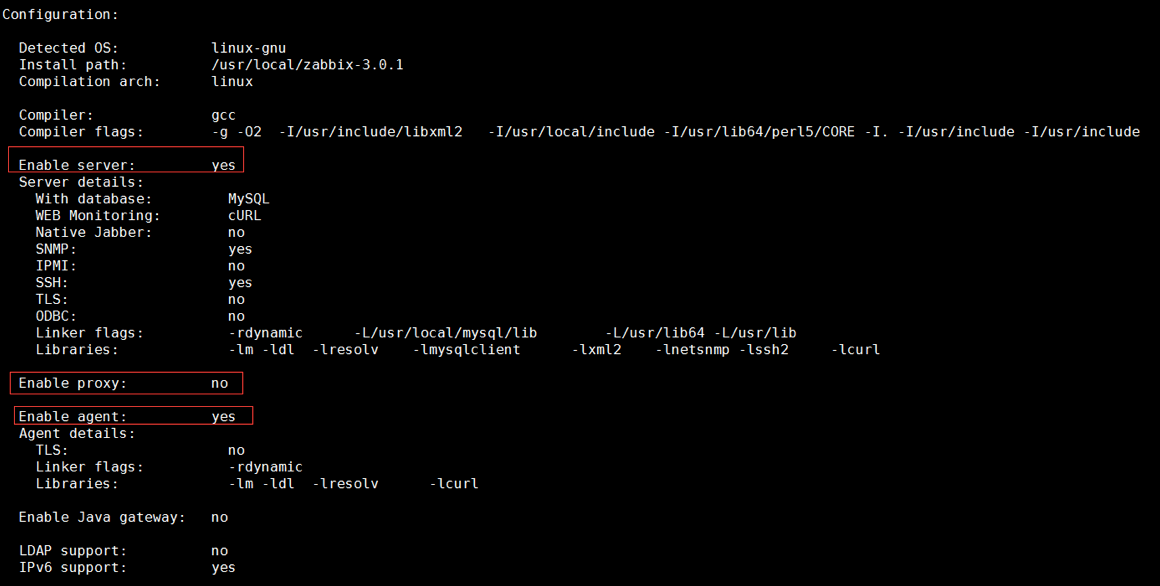 Configuration:
Detected OS: linux-gnu
Install path: /usr/local/zabbix-3.0.1
Compilation arch: linux
Compiler: gcc
Compiler flags: -g -O2 -I/usr/include/libxml2 -I/usr/local/include -I/usr/lib64/perl5/CORE -I. -I/usr/include -I/usr/include
Enable server: yes
Server details:
With database: MySQL
WEB Monitoring: cURL
Native Jabber: no
SNMP: yes
IPMI: no
SSH: yes
TLS: no
ODBC: no
Linker flags: -rdynamic -L/usr/local/mysql/lib -L/usr/lib64 -L/usr/lib
Libraries: -lm -ldl -lresolv -lmysqlclient -lxml2 -lnetsnmp -lssh2 -lcurl
Enable proxy: no
Enable agent: yes
Agent details:
TLS: no
Linker flags: -rdynamic
Libraries: -lm -ldl -lresolv -lcurl
Enable Java gateway: no
LDAP support: no
IPv6 support: yes